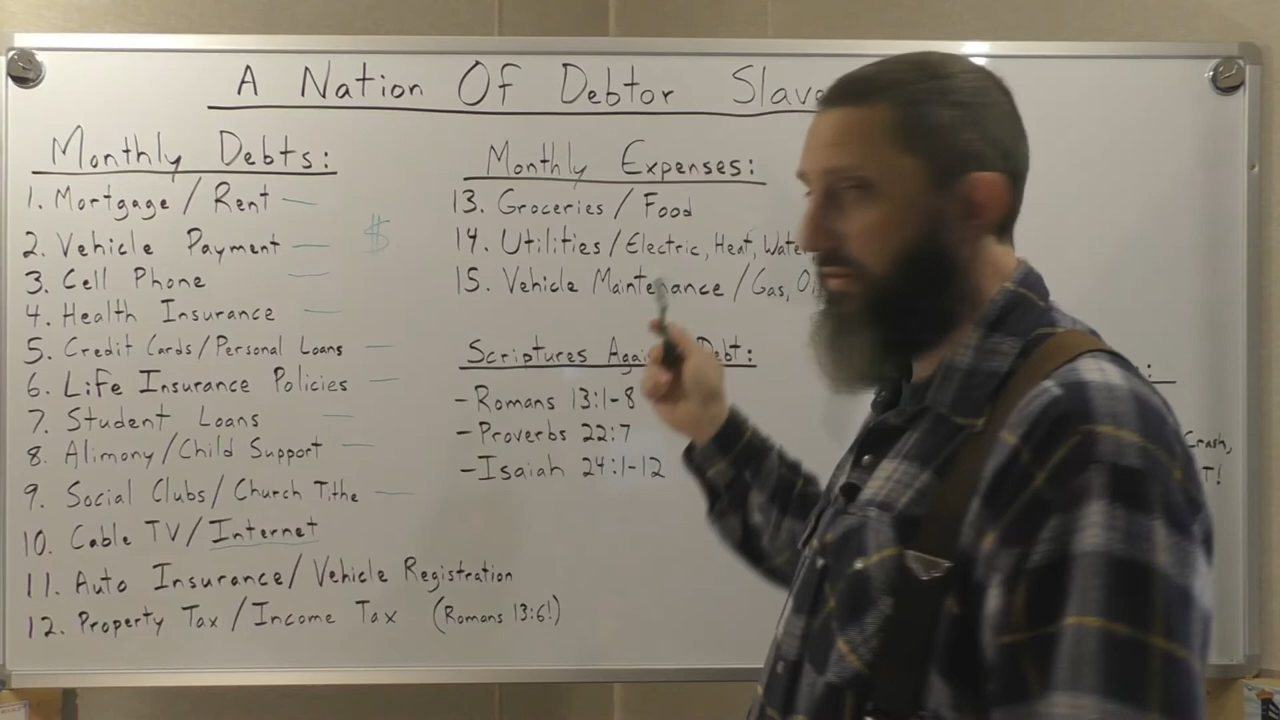 A Nation Of Debtor
Monthly Debts:
1. Mortgage / Rent —
2. Vehicle Payment — $
3. Cell Phone —
4. Health Insurance —
5. Credit Cards/Personal Loans —
6. Life Insurance Policies —
7. Student Loans —
8. Alimony/Child Support —
9. Social Clubs/Church Tithe —
10. Cable TV/Internet
11. Auto Insurance/Vehicle Registration
12. Property Tax/Income Tax (Romans 13:6!)
Monthly Expenses:
13. Groceries/Food
14. Utilities/Electric, Heat,
15. Vehicle Maintenance/Gas,
Scriptures Debt:
-Romans 13:1-8
-Proverbs 22:7
-Isaiah 24:1-12
Crash,